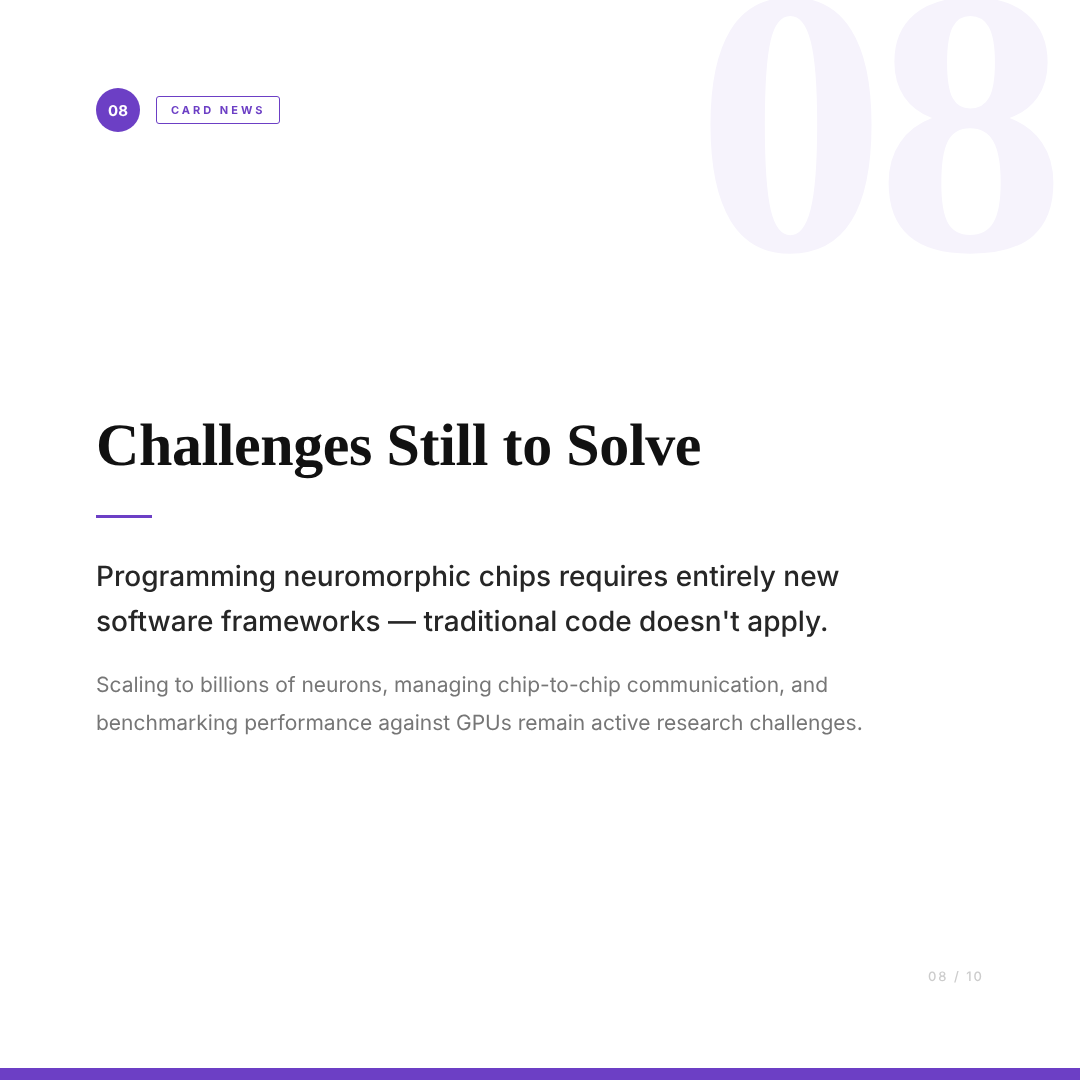 08
08
CARD NEWS
Challenges Still to Solve
Programming neuromorphic chips requires entirely new
software frameworks — traditional code doesn't apply.
Scaling to billions of neurons, managing chip-to-chip communication, and
benchmarking performance against GPUs remain active research challenges.
08 / 10